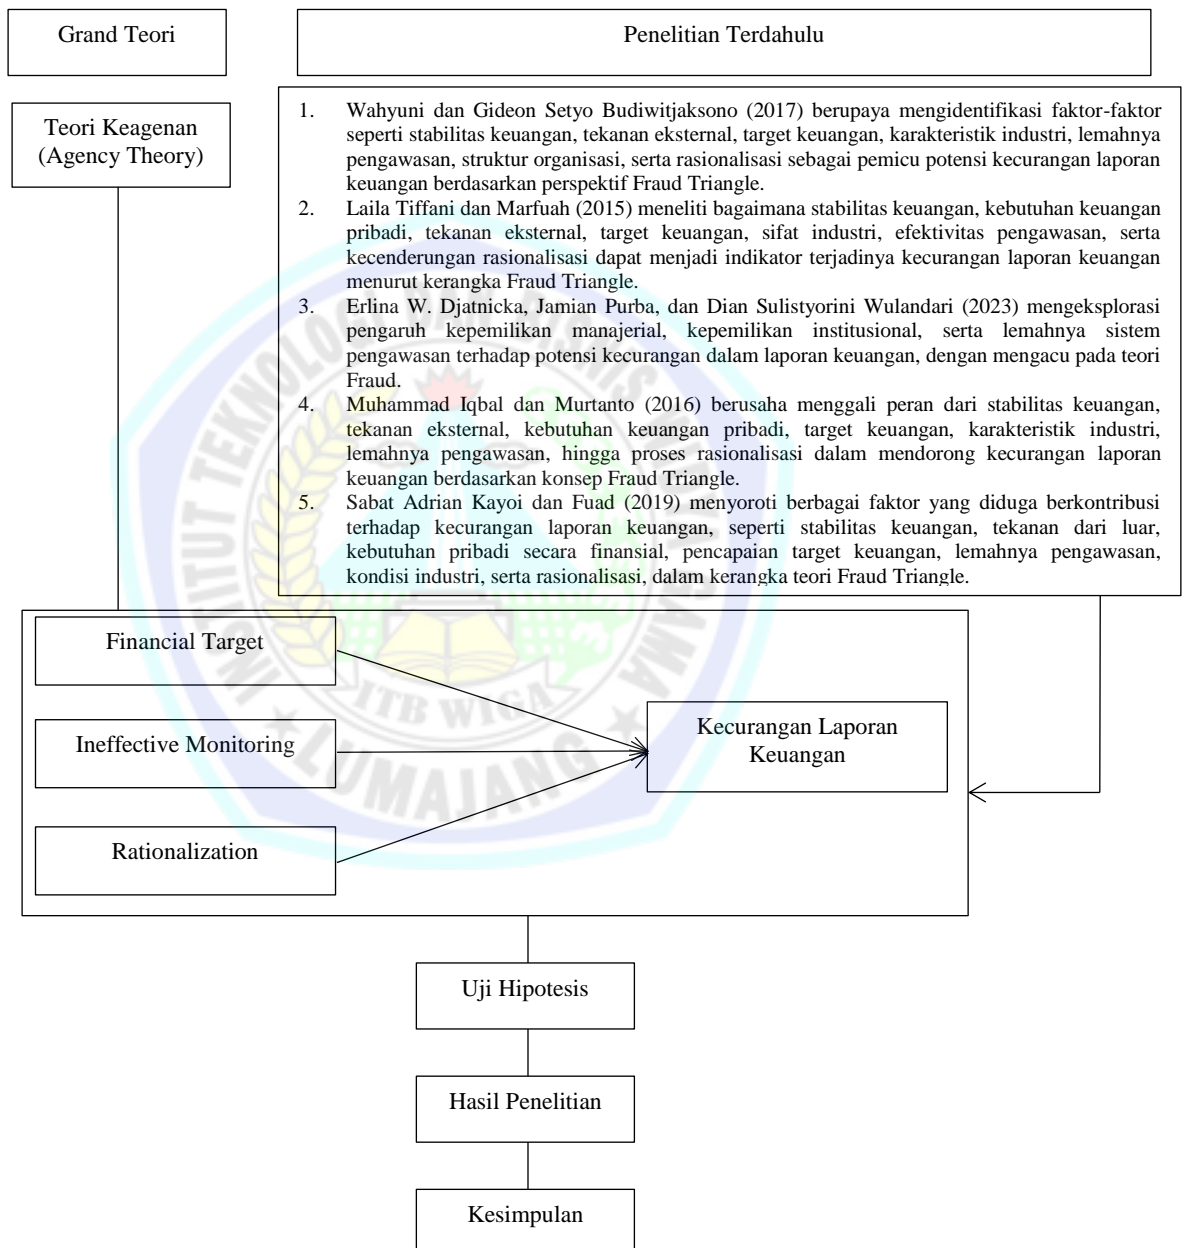 Grand Teori
Penelitian Terdahulu
Teori Keagenan
(Agency Theory)
1. Wahyuni dan Gideon Setyo Budiwitjaksono (2017) berupaya mengidentifikasi faktor-faktor
seperti stabilitas keuangan, tekanan eksternal, target keuangan, karakteristik industri, lemahnya
pengawasan, struktur organisasi, serta rasionalisasi sebagai pemicu potensi kecurangan laporan
keuangan berdasarkan perspektif Fraud Triangle.
2. Laila Tiffani dan Marfuah (2015) meneliti bagaimana stabilitas keuangan, kebutuhan keuangan
pribadi, tekanan eksternal, target keuangan, sifat industri, efektivitas pengawasan, serta
kecenderungan rasionalisasi dapat menjadi indikator terjadinya kecurangan laporan keuangan
menurut kerangka Fraud Triangle.
3. Erlina W. Djatnicka, Jamian Purba, dan Dian Sulistyorini Wulandari (2023) mengeksplorasi
pengaruh kepemilikan manajerial, kepemilikan institusional, serta lemahnya sistem
pengawasan terhadap potensi kecurangan dalam laporan keuangan, dengan mengacu pada teori
Fraud.
4. Muhammad Iqbal dan Murtanto (2016) berusaha menggali peran dari stabilitas keuangan,
tekanan eksternal, kebutuhan keuangan pribadi, target keuangan, karakteristik industri,
lemahnya pengawasan, hingga proses rasionalisasi dalam mendorong kecurangan laporan
keuangan berdasarkan konsep Fraud Triangle.
5. Sabat Adrian Kayoi dan Fuad (2019) menyoroti berbagai faktor yang diduga berkontribusi
terhadap kecurangan laporan keuangan, seperti stabilitas keuangan, tekanan dari luar,
kebutuhan pribadi secara finansial, pencapaian target keuangan, lemahnya pengawasan,
kondisi industri, serta rasionalisasi, dalam kerangka teori Fraud Triangle.
Financial Target
Ineffective Monitoring
Rationalization
Kecurangan Laporan
Keuangan
Uji Hipotesis
Hasil Penelitian
Kesimpulan
INSTITUT TEKNOLOGI DAN BISNIS WIDYA GAMA
ITB WIGA
LUMAJANG